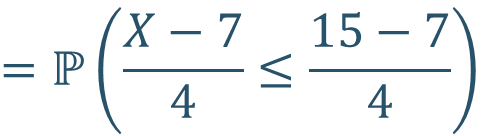 = ℙ((X − 7)/4 ≤ (15 − 7)/4)